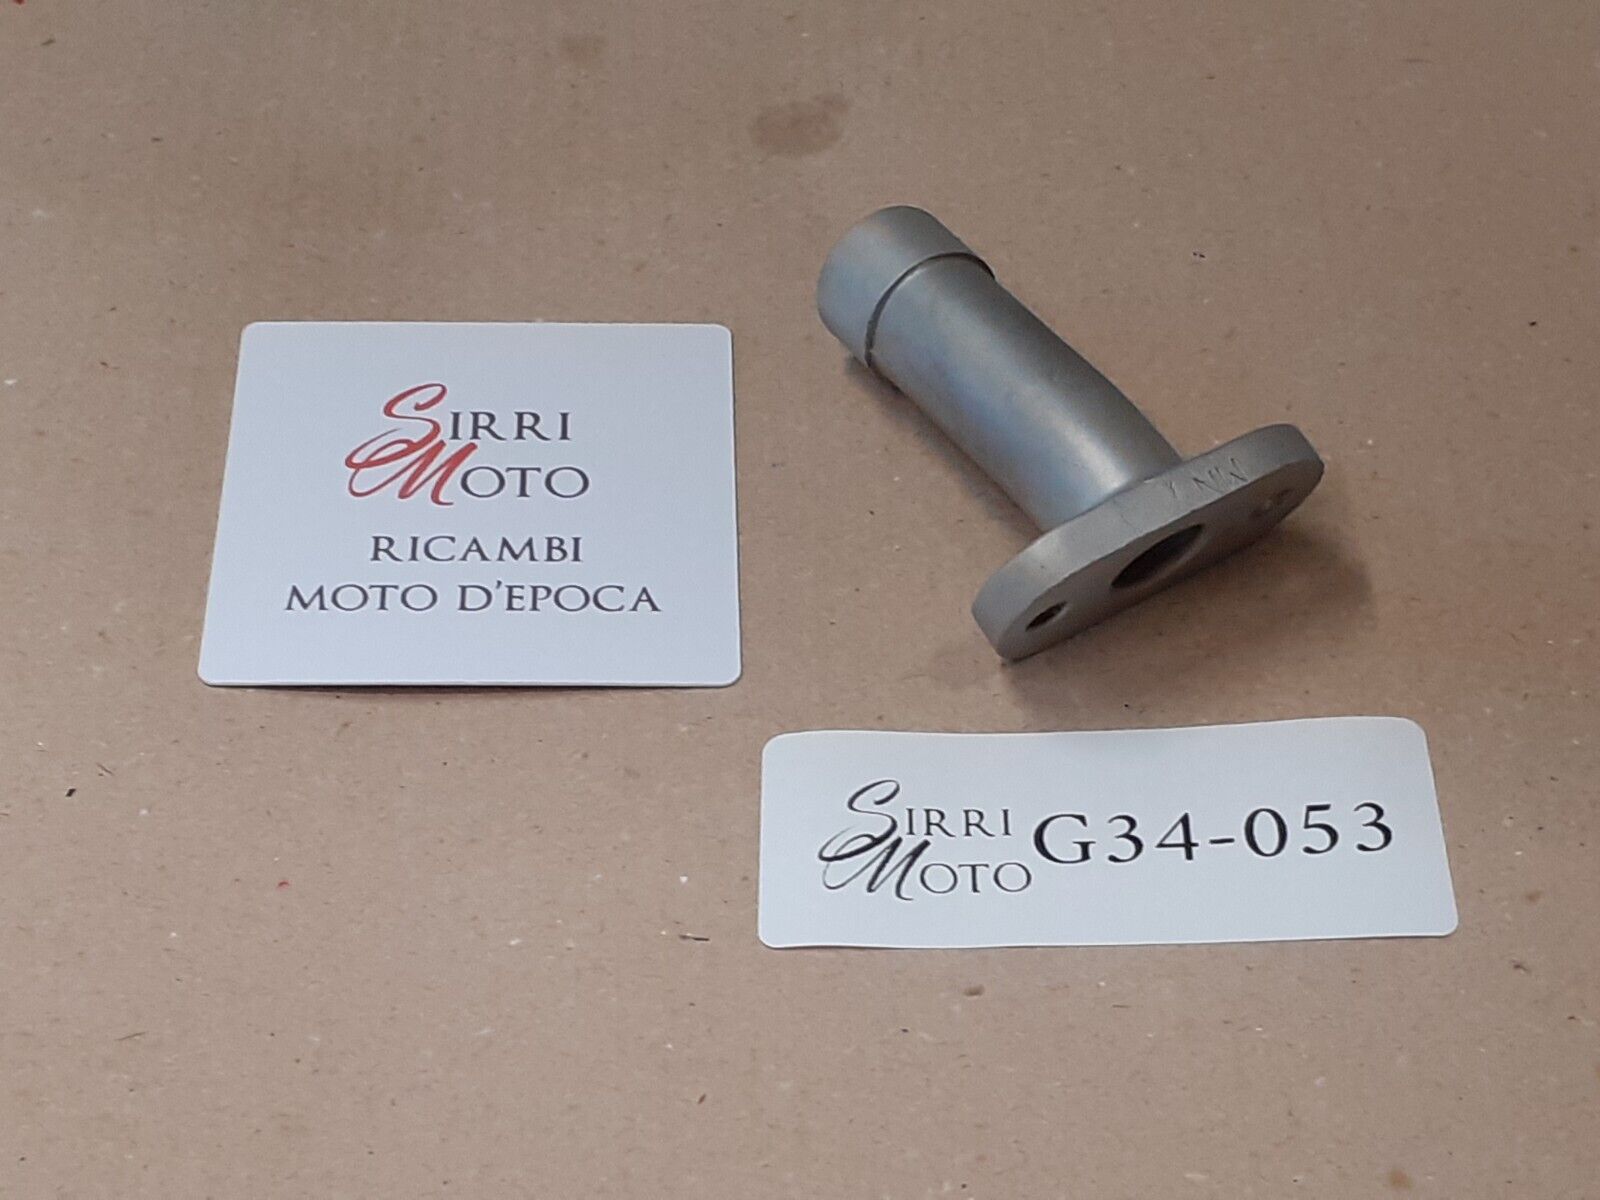 SIRRI
MOTO
RICAMBI
MOTO D'EPOCA
SIRRI
MOTO
G34-053